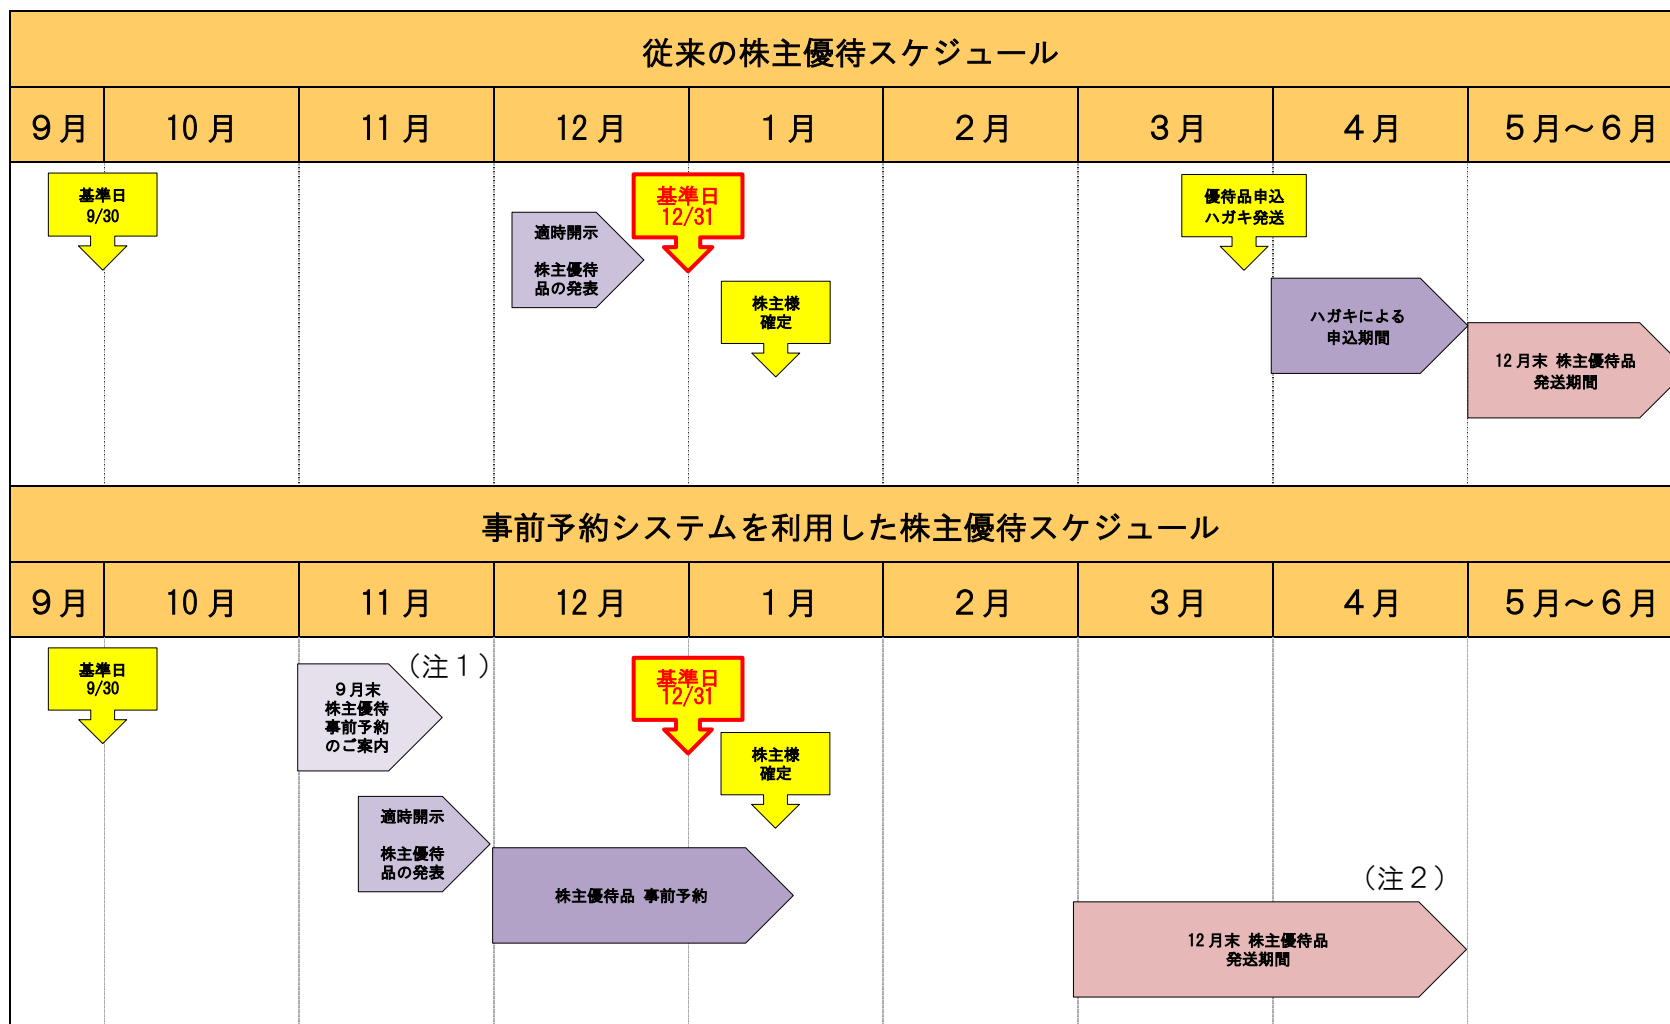 従来の株主優待スケジュール
９月 10月 11月 12月 １月 ２月 ３月 ４月 ５月～６月
基準日
9/30
適時開示
株主優待
品の発表
基準日
12/31
株主様
確定
優待品申込
ハガキ発送
ハガキによる
申込期間
12月末 株主優待品
発送期間
事前予約システムを利用した株主優待スケジュール
９月 10月 11月 12月 １月 ２月 ３月 ４月 ５月～６月
基準日
9/30
９月末
株主優待
事前予約
のご案内
（注１）
適時開示
株主優待
品の発表
基準日
12/31
株主様
確定
株主優待品 事前予約
（注２）
12月末 株主優待品
発送期間